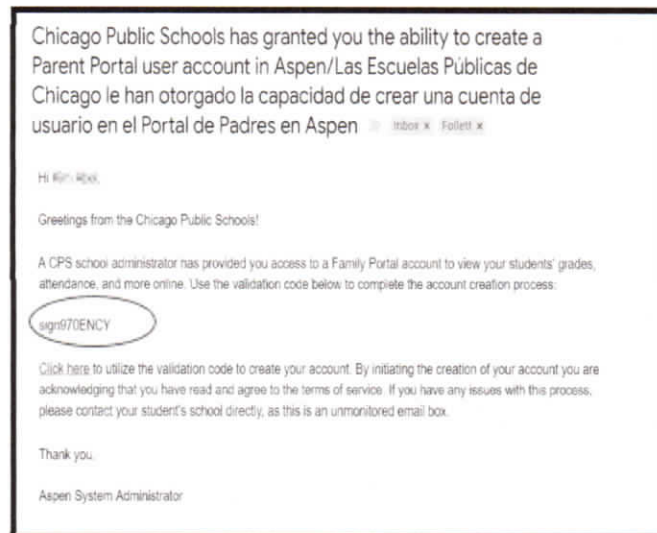 Chicago Public Schools has granted you the ability to create a
Parent Portal user account in Aspen/Las Escuelas Públicas de
Chicago le han otorgado la capacidad de crear una cuenta de
usuario en el Portal de Padres en Aspen Inbox x Follett x
Hi
Greetings from the Chicago Public Schools!
A CPS school administrator has provided you access to a Family Portal account to view your students' grades,
attendance, and more online. Use the validation code below to complete the account creation process:
sign970ENCY
Click here to utilize the validation code to create your account. By initiating the creation of your account you are
acknowledging that you have read and agree to the terms of service. If you have any issues with this process,
please contact your student's school directly, as this is an unmonitored email box.
Thank you,
Aspen System Administrator